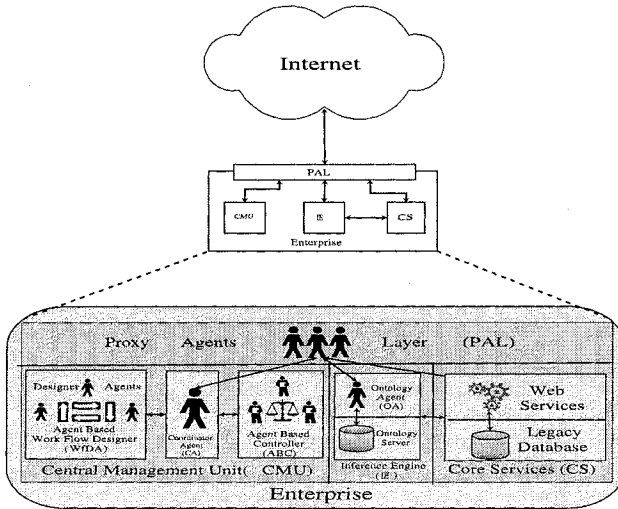 Internet
PAL
CMU
IE
CS
Enterprise
Proxy Agents Layer (PAL)
Designer Agents
Agent Based
Work Flow Designer
(WfDA)
Coordinator
Agent
(CA)
Agent Based
Controller
(ABC)
Ontology
Agent
(OA)
Ontology
Server
Web
Services
Legacy
Database
Central Management Unit( CMU)
Inference Engine
(IE)
Core Services (CS)
Enterprise